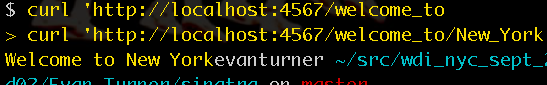 $ curl 'http://localhost:4567/welcome_to
> curl 'http://localhost:4567/welcome_to/New_York
Welcome to New Yorkevanturner ~/src/wdi_nyc_sept_2
d02/Evan_Turner/sinatra on master